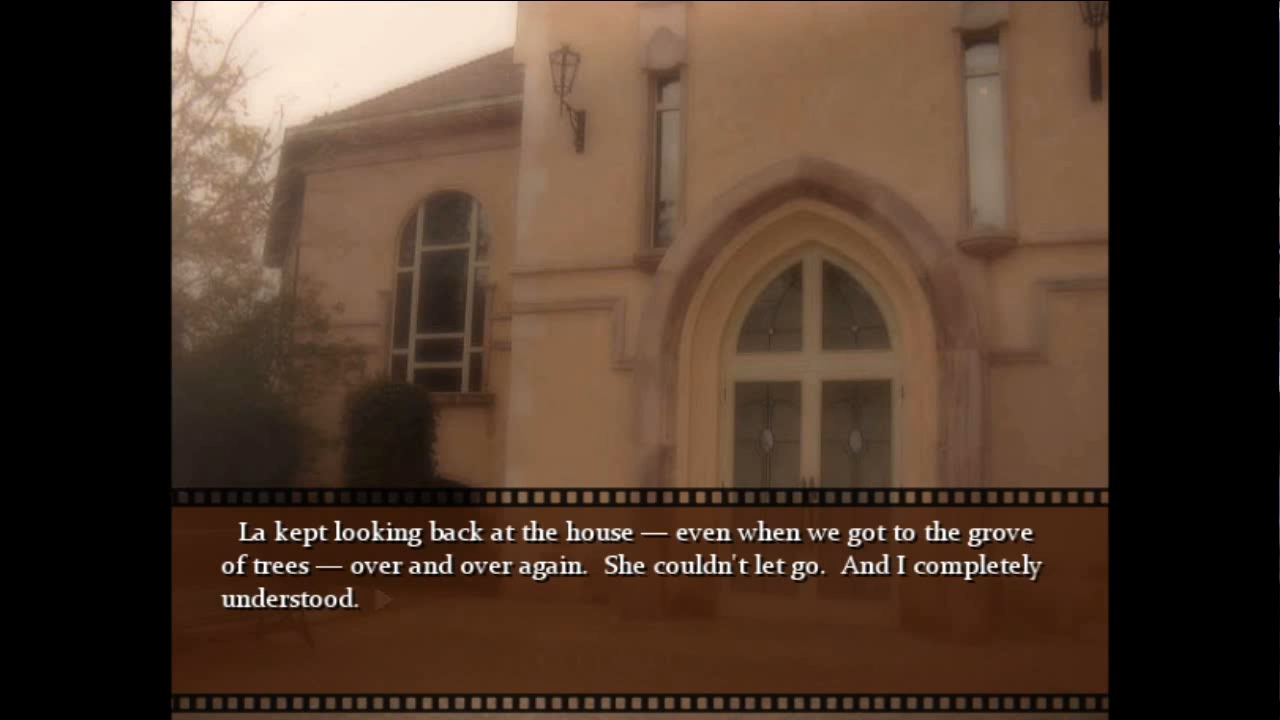 La kept looking back at the house — even when we got to the grove
of trees — over and over again.  She couldn't let go.  And I completely
understood.